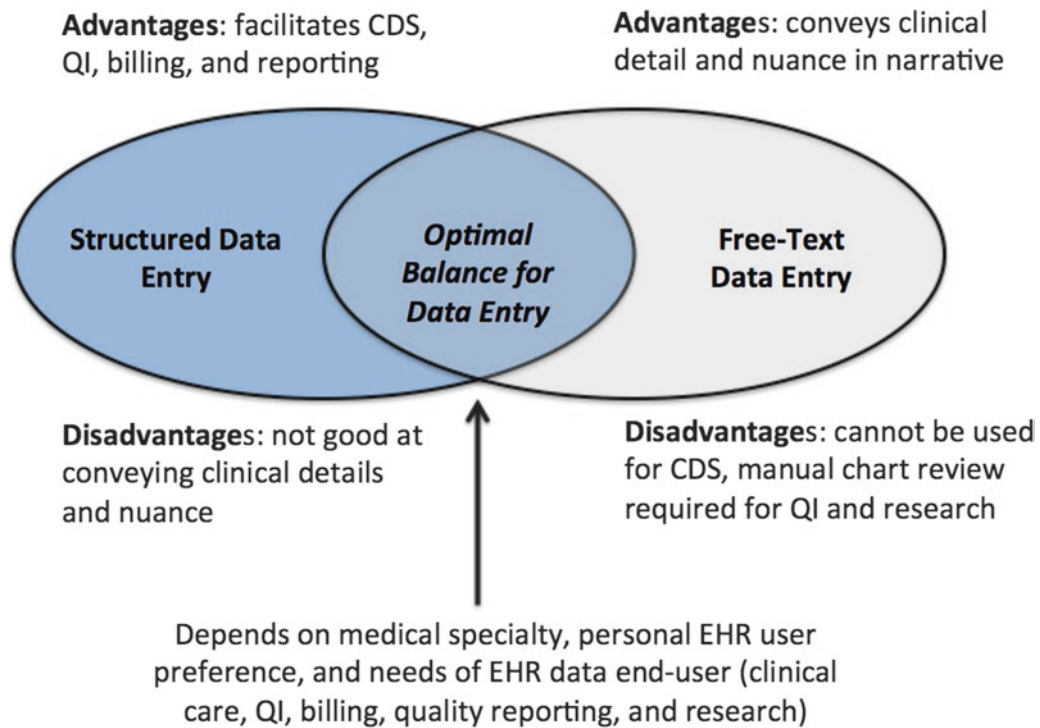 Advantages: facilitates CDS,
QI, billing, and reporting
Advantages: conveys clinical
detail and nuance in narrative
Structured Data
Entry
Optimal
Balance for
Data Entry
Free-Text
Data Entry
Disadvantages: not good at
conveying clinical details
and nuance
Disadvantages: cannot be used
for CDS, manual chart review
required for QI and research
Depends on medical specialty, personal EHR user
preference, and needs of EHR data end-user (clinical
care, QI, billing, quality reporting, and research)